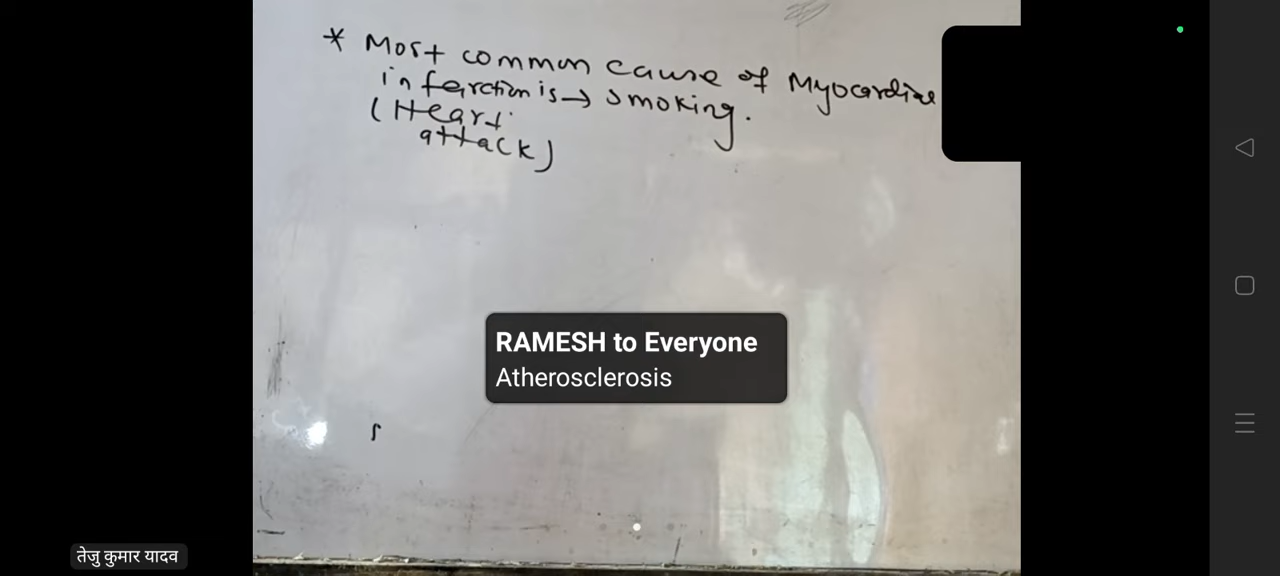 * Most common cause of Myocardial
infarction is → smoking.
(Heart
attack)
RAMESH to Everyone
Atherosclerosis
तेजु कुमार यादव